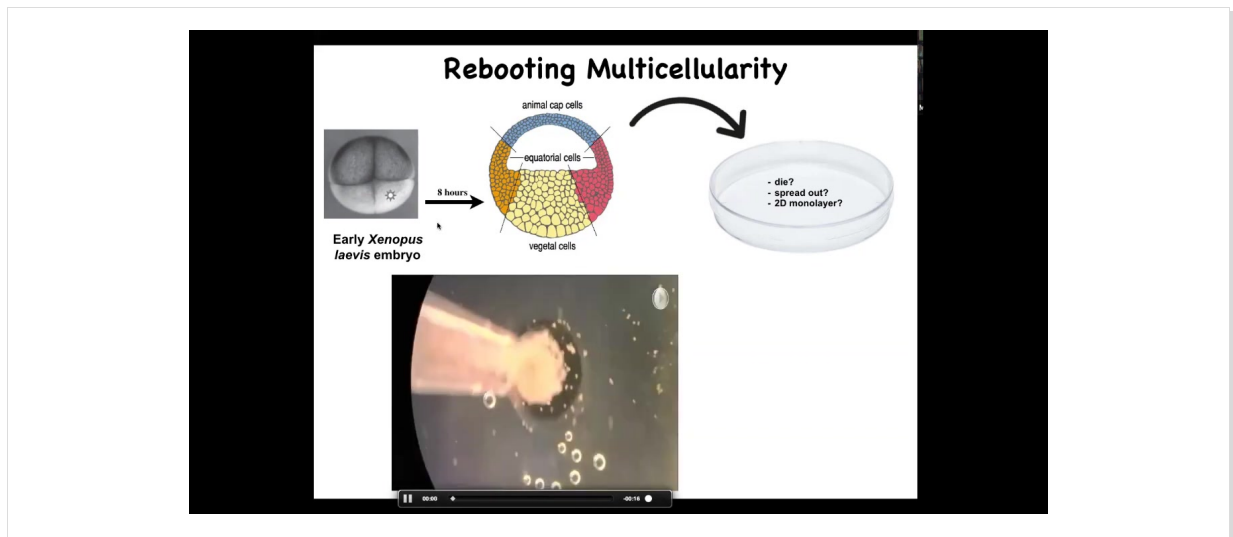 Rebooting Multicellularity
animal cap cells
equatorial cells
8 hours
vegetal cells
Early Xenopus
laevis embryo
- die?
- spread out?
- 2D monolayer?
00:00
-00:16